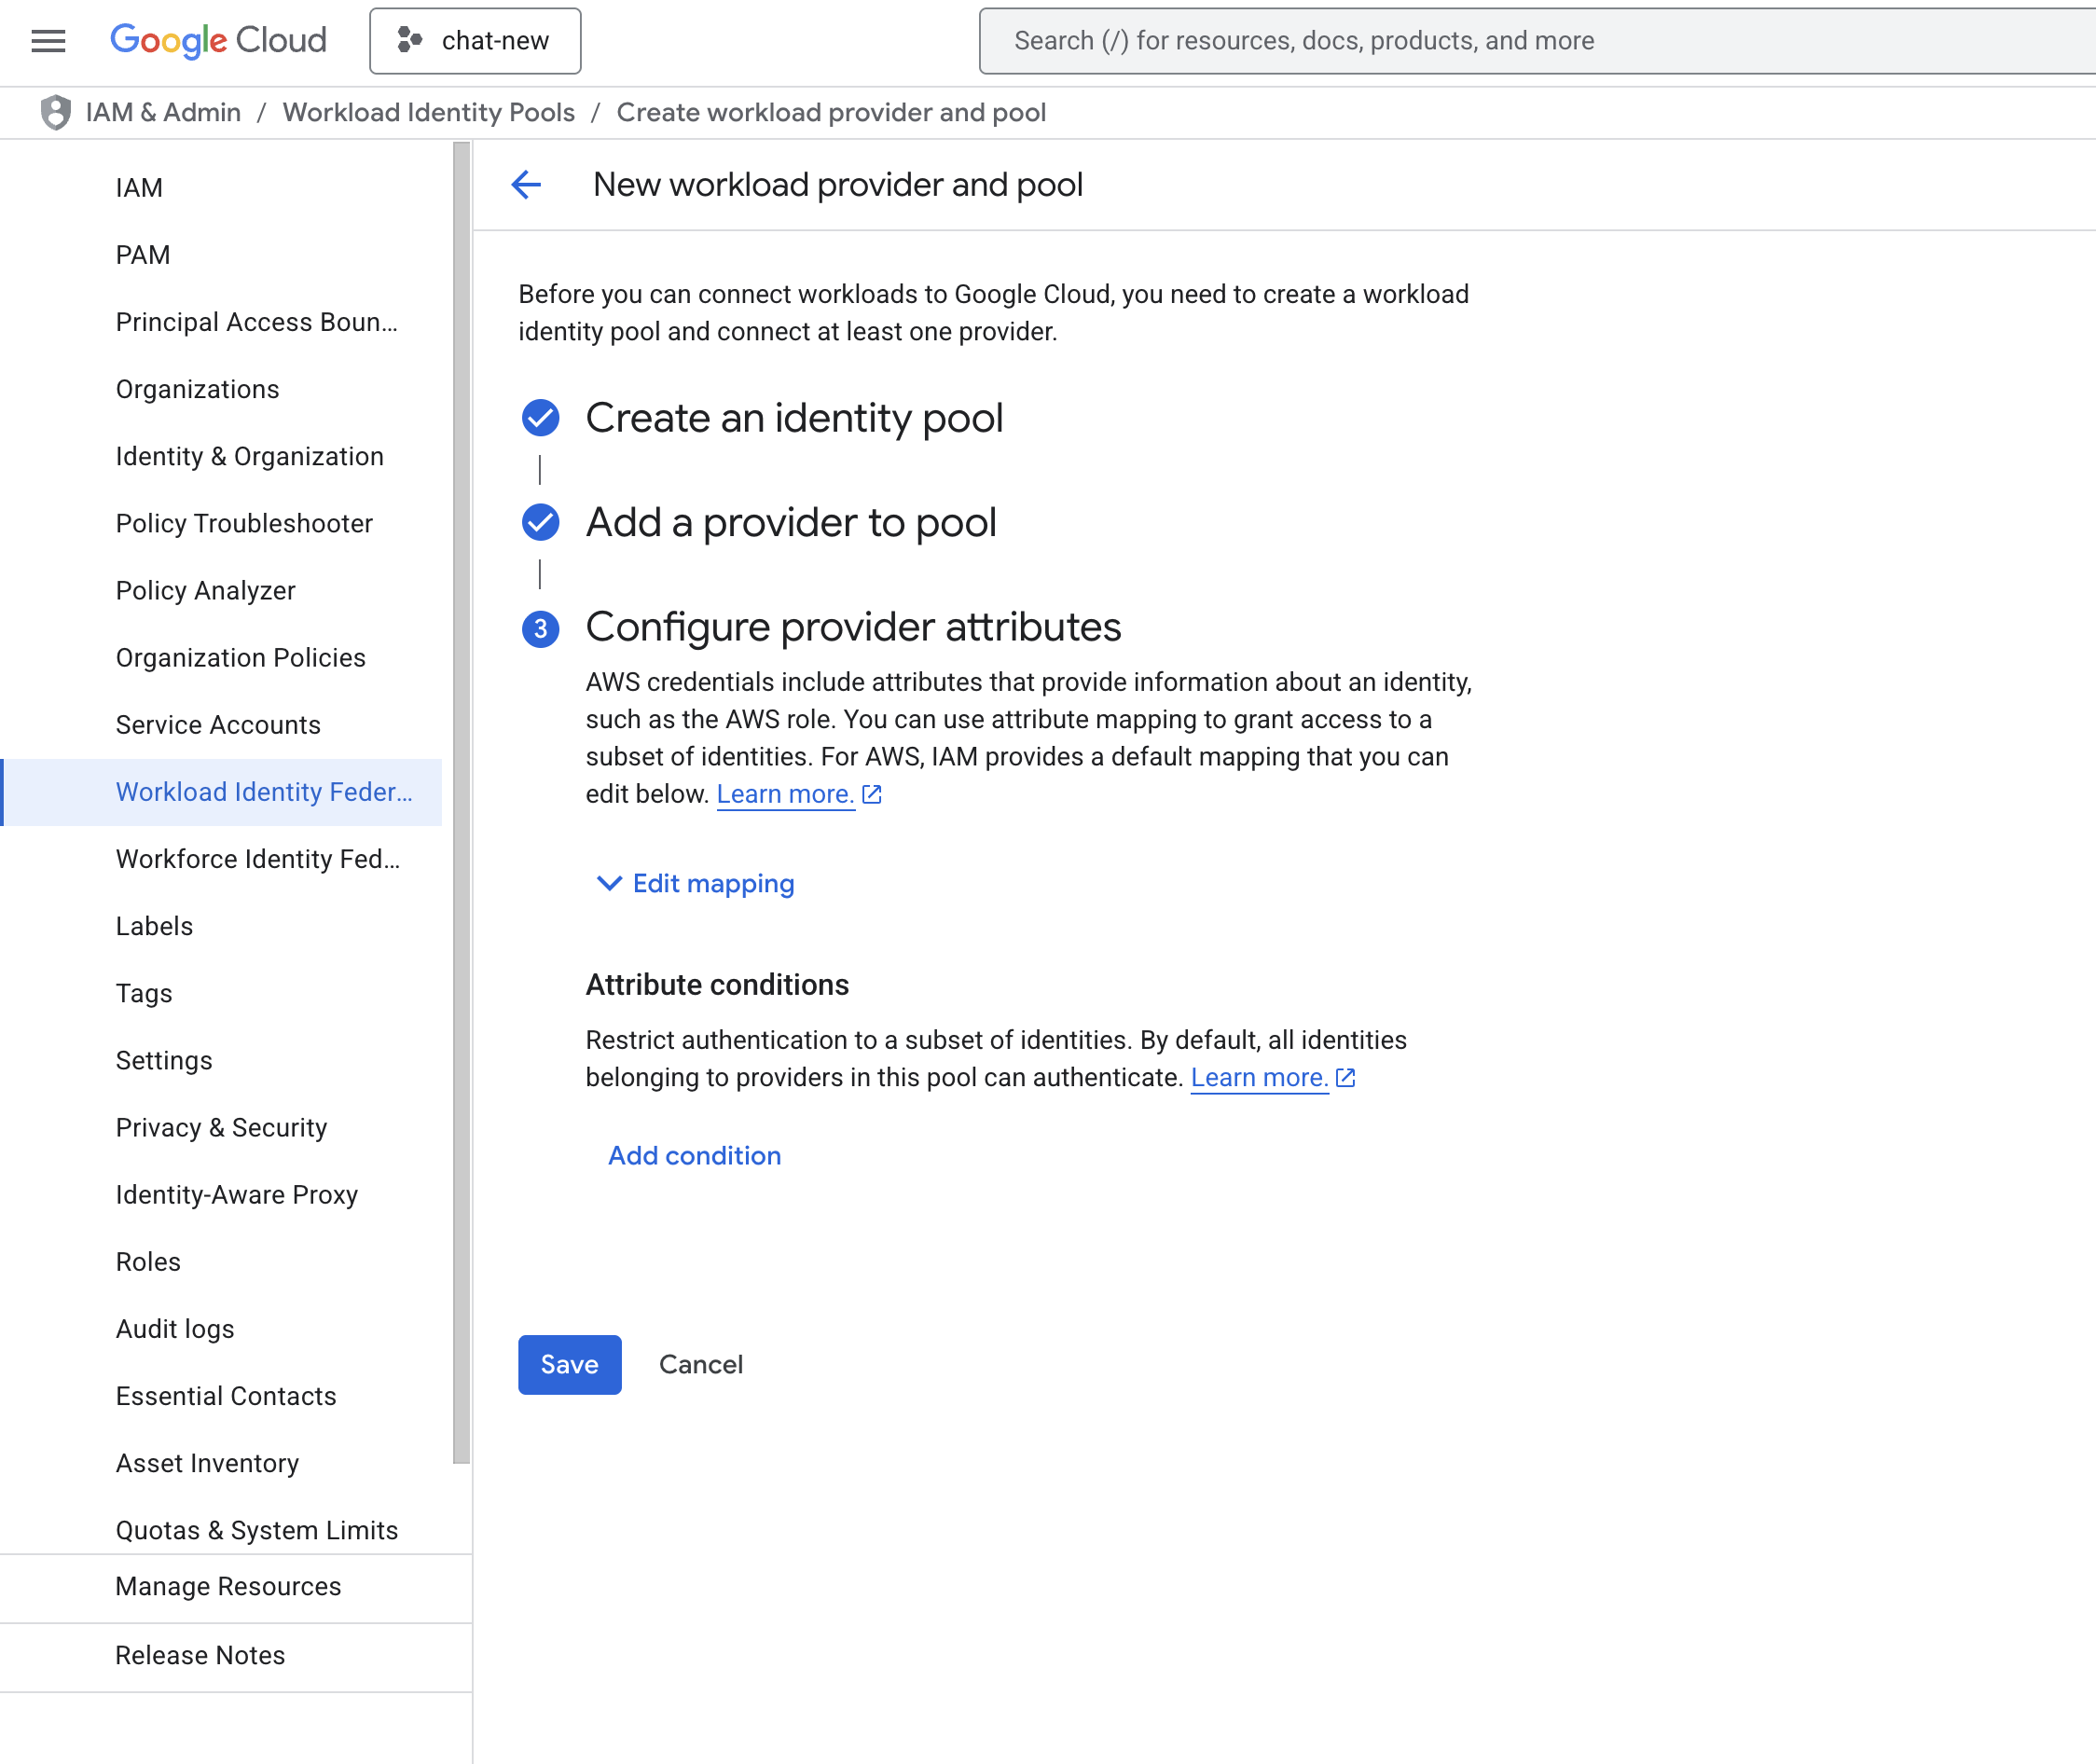 Google Cloud
chat-new
Search (/) for resources, docs, products, and more
IAM & Admin / Workload Identity Pools / Create workload provider and pool
IAM
PAM
Principal Access Boun...
Organizations
Identity & Organization
Policy Troubleshooter
Policy Analyzer
Organization Policies
Service Accounts
Workload Identity Feder...
Workforce Identity Fed...
Labels
Tags
Settings
Privacy & Security
Identity-Aware Proxy
Roles
Audit logs
Essential Contacts
Asset Inventory
Quotas & System Limits
Manage Resources
Release Notes
New workload provider and pool
Before you can connect workloads to Google Cloud, you need to create a workload
identity pool and connect at least one provider.
Create an identity pool
Add a provider to pool
3 Configure provider attributes
AWS credentials include attributes that provide information about an identity,
such as the AWS role. You can use attribute mapping to grant access to a
subset of identities. For AWS, IAM provides a default mapping that you can
edit below. Learn more.
Edit mapping
Attribute conditions
Restrict authentication to a subset of identities. By default, all identities
belonging to providers in this pool can authenticate. Learn more.
Add condition
Save Cancel